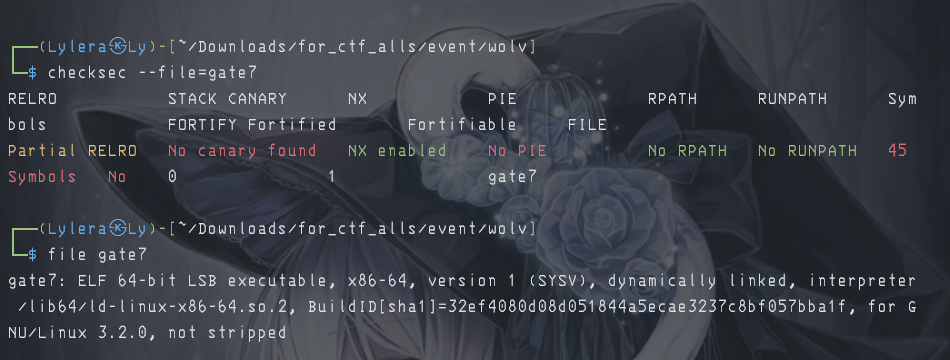 ┌──(Lylera㉿Ly)-[~/Downloads/for_ctf_alls/event/wolv]
└─$ checksec --file=gate7
RELRO           STACK CANARY      NX            PIE             RPATH      RUNPATH      Sym
bols            FORTIFY Fortified       Fortifiable     FILE
Partial RELRO   No canary found   NX enabled    No PIE          No RPATH   No RUNPATH   45
Symbols   No    0               1               gate7
┌──(Lylera㉿Ly)-[~/Downloads/for_ctf_alls/event/wolv]
└─$ file gate7
gate7: ELF 64-bit LSB executable, x86-64, version 1 (SYSV), dynamically linked, interpreter
 /lib64/ld-linux-x86-64.so.2, BuildID[sha1]=32ef4080d08d051844a5ecae3237c8bf057bba1f, for G
NU/Linux 3.2.0, not stripped